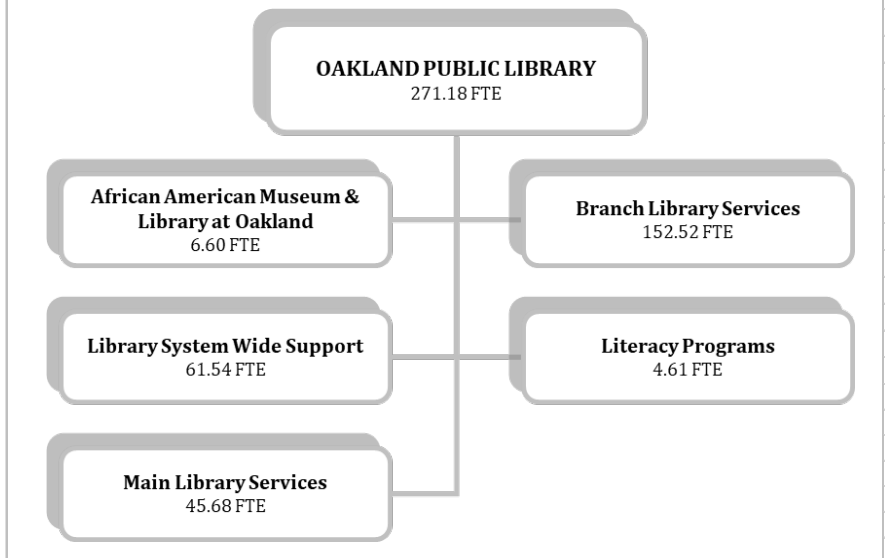 OAKLAND PUBLIC LIBRARY
271.18 FTE
African American Museum &
Library at Oakland
6.60 FTE
Branch Library Services
152.52 FTE
Library System Wide Support
61.54 FTE
Literacy Programs
4.61 FTE
Main Library Services
45.68 FTE